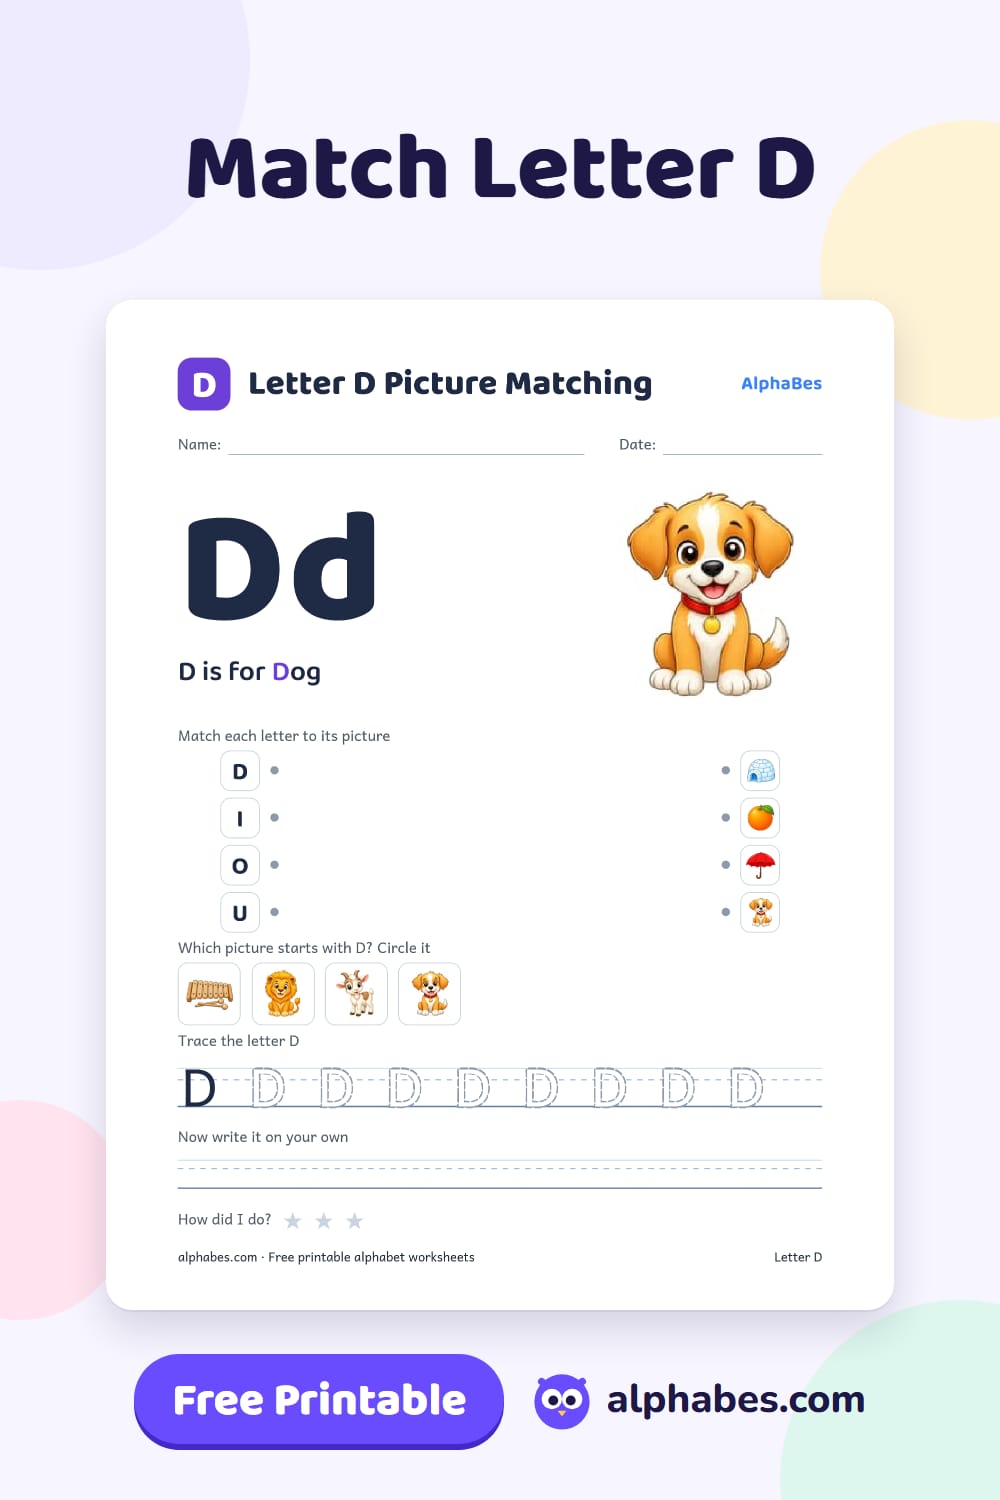 Match Letter D
D Letter D Picture Matching AlphaBes
Name: Date:
Dd
D is for Dog
Match each letter to its picture
D
I
O
U
Which picture starts with D? Circle it
Trace the letter D
D D D D D D D D D
Now write it on your own
How did I do?
alphabes.com · Free printable alphabet worksheets Letter D
Free Printable alphabes.com